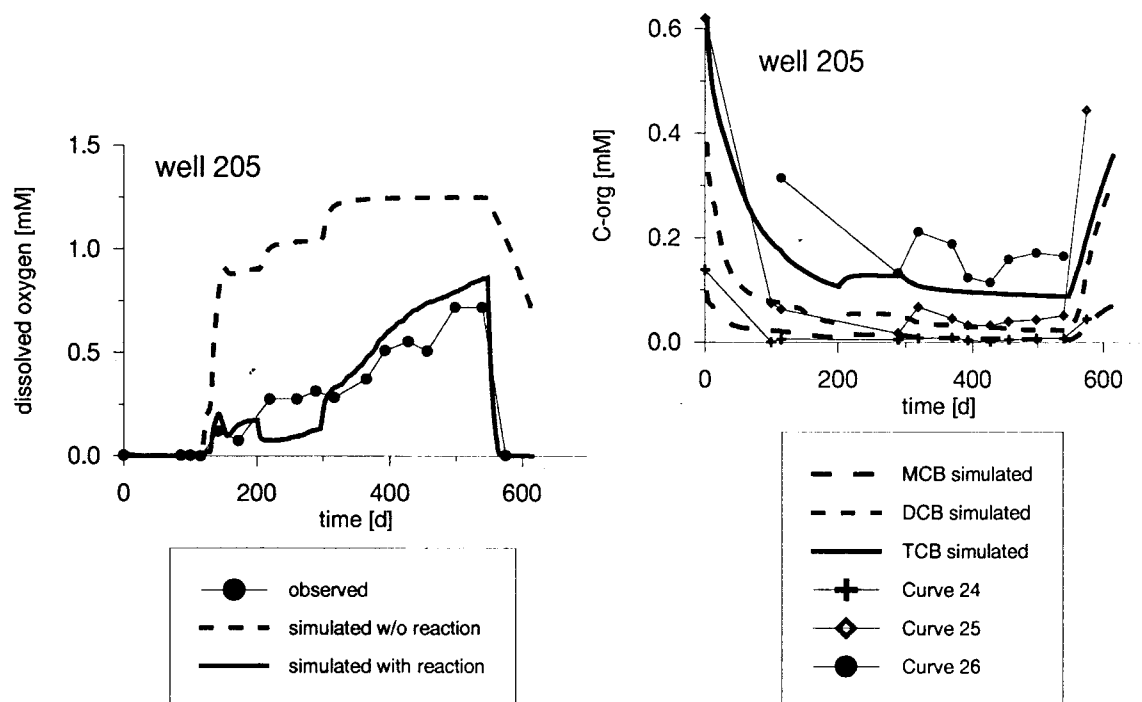 well 205
dissolved oxygen [mM]
1.5
1.0
0.5
0.0
0
200
400
600
time [d]
observed
simulated w/o reaction
simulated with reaction
well 205
C-org [mM]
0.6
0.4
0.2
0.0
0
200
400
600
time [d]
MCB simulated
DCB simulated
TCB simulated
Curve 24
Curve 25
Curve 26